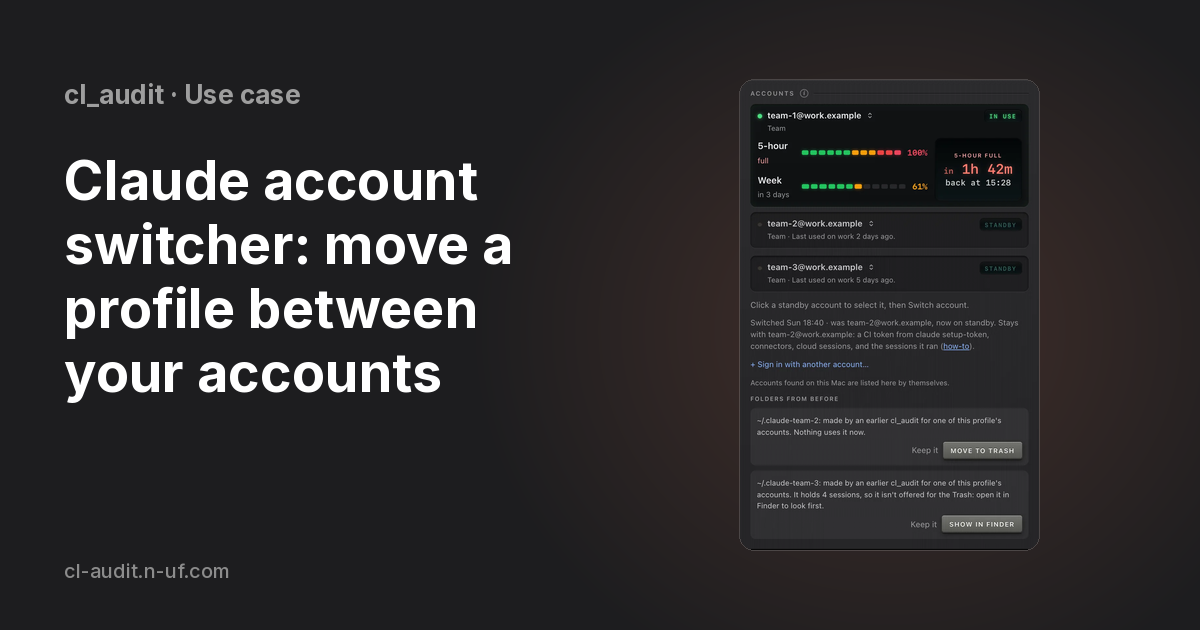 cl_audit · Use case
Claude account
switcher: move a
profile between
your accounts
cl-audit.n-uf.com
ACCOUNTS i
team-1@work.example
IN USE
Team
5-hour
full
100%
Week
in 3 days
61%
5-HOUR FULL
in 1h 42m
back at 15:28
team-2@work.example
STANDBY
Team · Last used on work 2 days ago.
team-3@work.example
STANDBY
Team · Last used on work 5 days ago.
Click a standby account to select it, then Switch account.
Switched Sun 18:40 · was team-2@work.example, now on standby. Stays
with team-2@work.example: a CI token from claude setup-token,
connectors, cloud sessions, and the sessions it ran (how-to).
+ Sign in with another account...
Accounts found on this Mac are listed here by themselves.
FOLDERS FROM BEFORE
~/.claude-team-2: made by an earlier cl_audit for one of this profile's
accounts. Nothing uses it now.
Keep it MOVE TO TRASH
~/.claude-team-3: made by an earlier cl_audit for one of this profile's
accounts. It holds 4 sessions, so it isn't offered for the Trash: open it in
Finder to look first.
Keep it SHOW IN FINDER